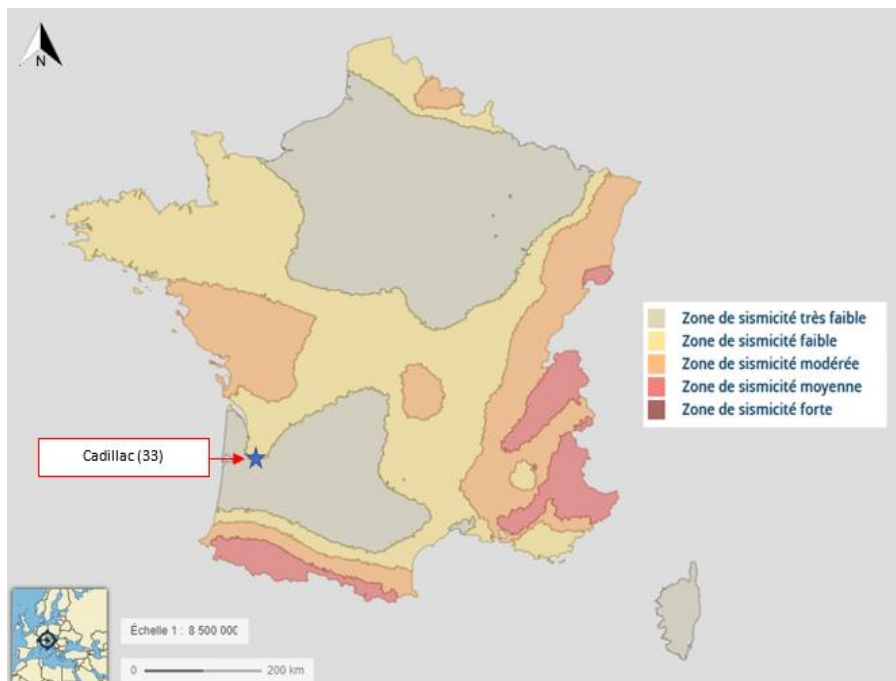 N
Zone de sismicité très faible
Zone de sismicité faible
Zone de sismicité modérée
Zone de sismicité moyenne
Zone de sismicité forte
Cadillac (33)
Échelle 1 : 8 500 00€
0 200 km